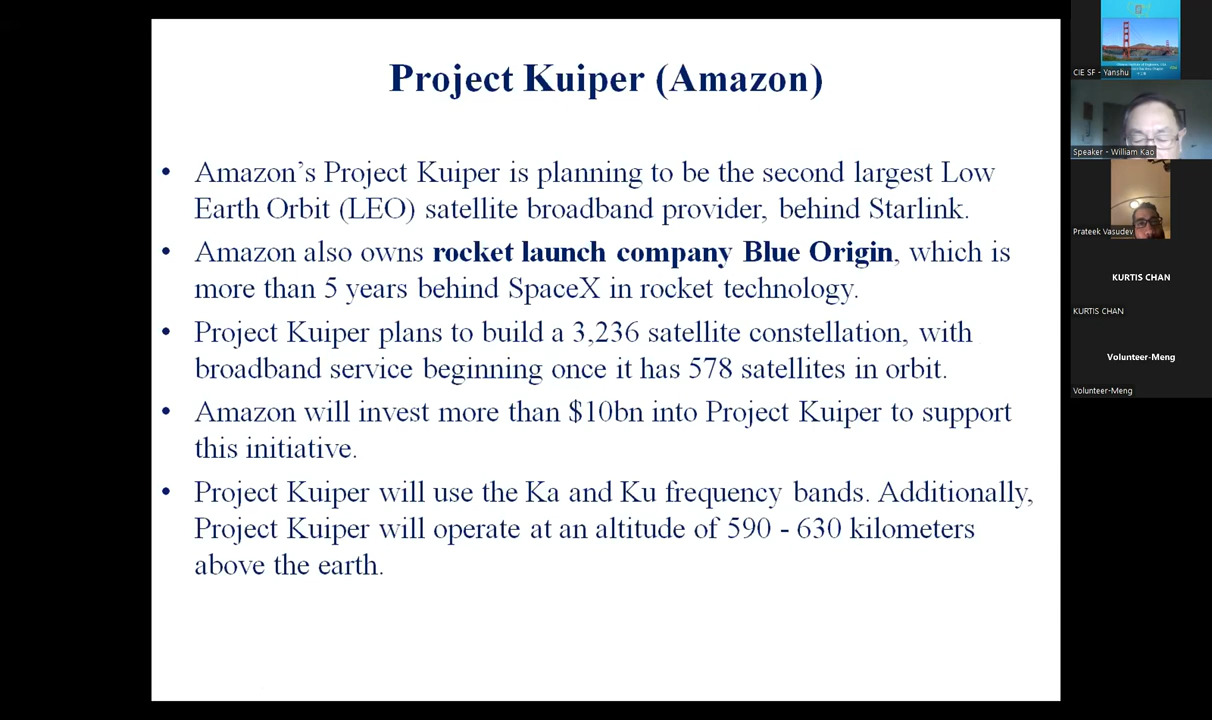 Project Kuiper (Amazon)
• Amazon’s Project Kuiper is planning to be the second largest Low
Earth Orbit (LEO) satellite broadband provider, behind Starlink.
• Amazon also owns rocket launch company Blue Origin, which is
more than 5 years behind SpaceX in rocket technology.
• Project Kuiper plans to build a 3,236 satellite constellation, with
broadband service beginning once it has 578 satellites in orbit.
• Amazon will invest more than $10bn into Project Kuiper to support
this initiative.
• Project Kuiper will use the Ka and Ku frequency bands. Additionally,
Project Kuiper will operate at an altitude of 590 - 630 kilometers
above the earth.
CIE SF - Yanshu
Speaker - William Kao
Prateek Vasudev
KURTIS CHAN
KURTIS CHAN
Volunteer-Meng
Volunteer-Meng